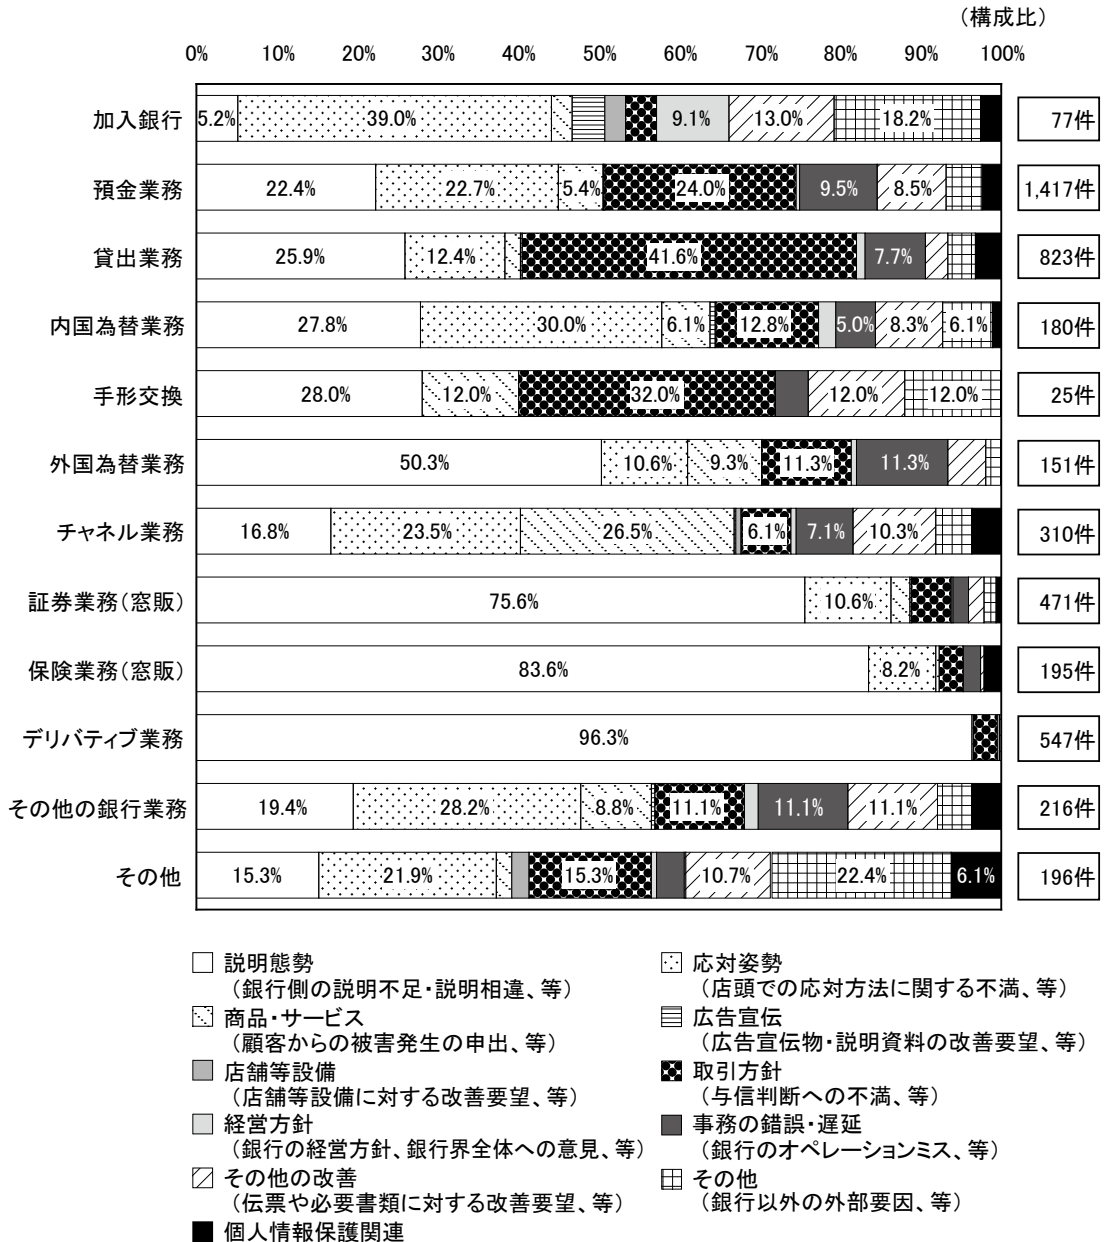 （構成比）
0% 10% 20% 30% 40% 50% 60% 70% 80% 90% 100%
加入銀行 5.2% 39.0% 9.1% 13.0% 18.2% 77件
預金業務 22.4% 22.7% 5.4% 24.0% 9.5% 8.5% 1,417件
貸出業務 25.9% 12.4% 41.6% 7.7% 823件
内国為替業務 27.8% 30.0% 6.1% 12.8% 5.0% 8.3% 6.1% 180件
手形交換 28.0% 12.0% 32.0% 12.0% 12.0% 25件
外国為替業務 50.3% 10.6% 9.3% 11.3% 11.3% 151件
チャネル業務 16.8% 23.5% 26.5% 6.1% 7.1% 10.3% 310件
証券業務（窓販） 75.6% 10.6% 471件
保険業務（窓販） 83.6% 8.2% 195件
デリバティブ業務 96.3% 547件
その他の銀行業務 19.4% 28.2% 8.8% 11.1% 11.1% 11.1% 216件
その他 15.3% 21.9% 15.3% 10.7% 22.4% 6.1% 196件
説明態勢
（銀行側の説明不足・説明相違、等）
応対姿勢
（店頭での応対方法に関する不満、等）
商品・サービス
（顧客からの被害発生の申出、等）
広告宣伝
（広告宣伝物・説明資料の改善要望、等）
店舗等設備
（店舗等設備に対する改善要望、等）
取引方針
（与信判断への不満、等）
経営方針
（銀行の経営方針、銀行界全体への意見、等）
事務の錯誤・遅延
（銀行のオペレーションミス、等）
その他の改善
（伝票や必要書類に対する改善要望、等）
その他
（銀行以外の外部要因、等）
個人情報保護関連